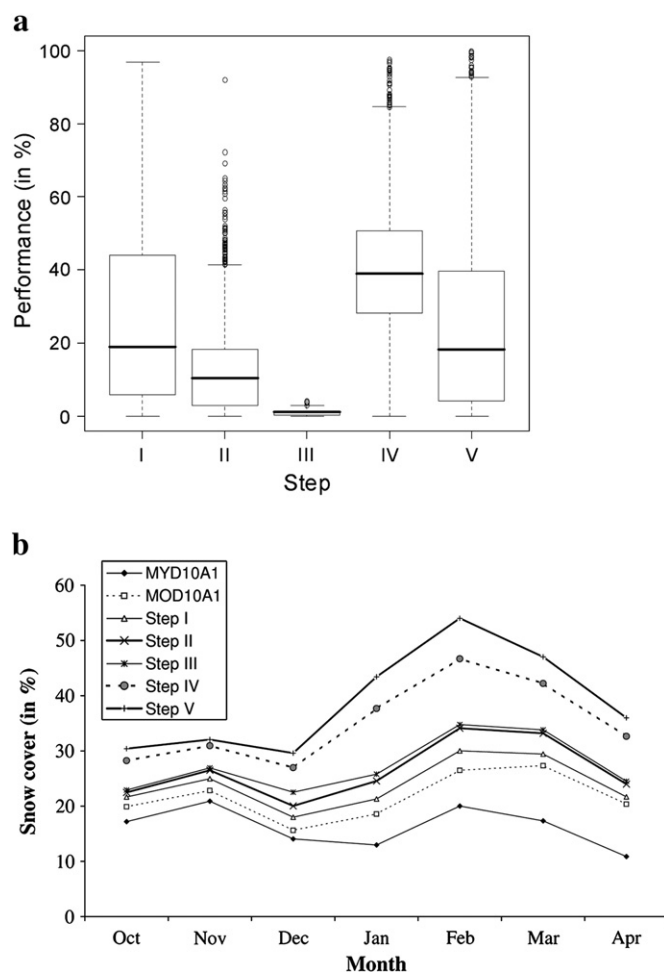 a
Performance (in %)
100
80
60
40
20
0
I II III IV V
Step
b
MYD10A1
MOD10A1
Step I
Step II
Step III
Step IV
Step V
Snow cover (in %)
60
50
40
30
20
10
0
Oct Nov Dec Jan Feb Mar Apr
Month